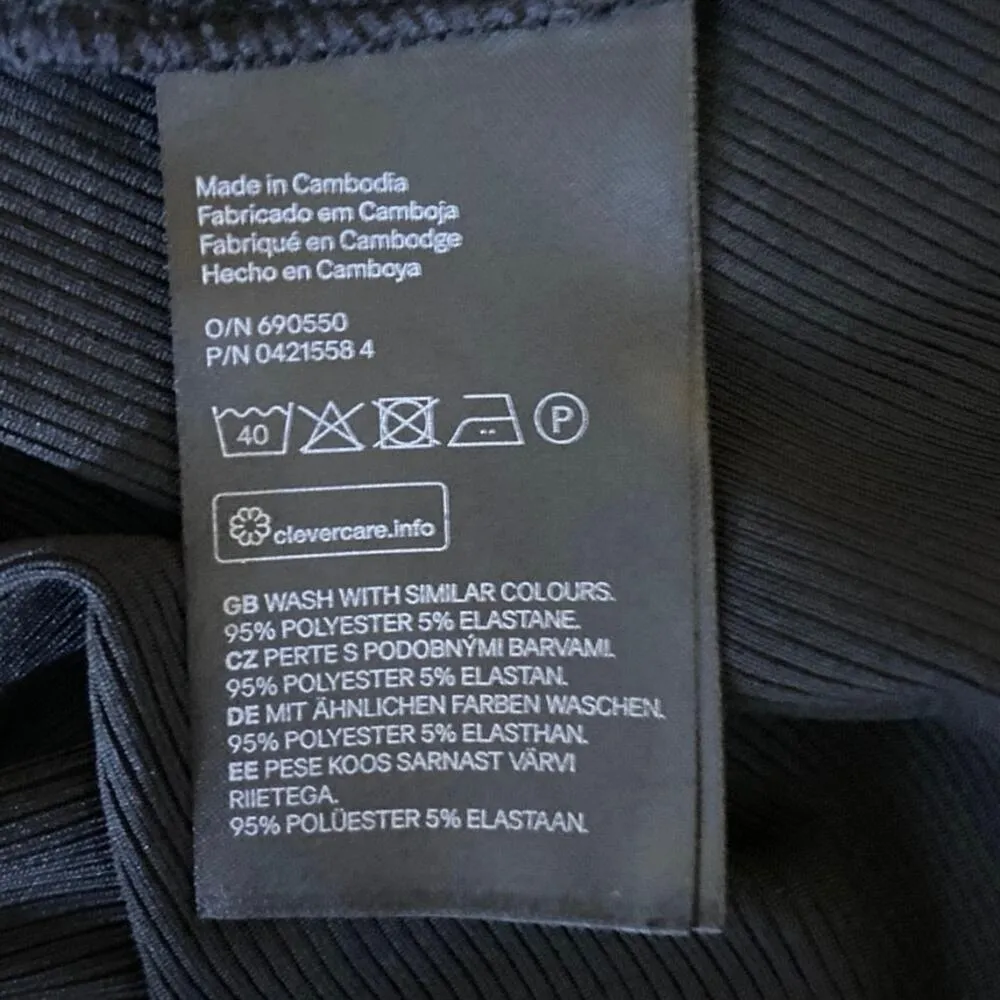 Made in Cambodia
Fabricado em Camboja
Fabriqué en Cambodge
Hecho en Camboya
O/N 690550
P/N 0421558 4
40 P
clevercare.info
GB WASH WITH SIMILAR COLOURS.
95% POLYESTER 5% ELASTANE.
CZ PERTE S PODOBNÝMI BARVAMI.
95% POLYESTER 5% ELASTAN.
DE MIT ÄHNLICHEN FARBEN WASCHEN.
95% POLYESTER 5% ELASTHAN.
EE PESE KOOS SARNAST VÄRVI
RIIETEGA.
95% POLÜESTER 5% ELASTAAN.